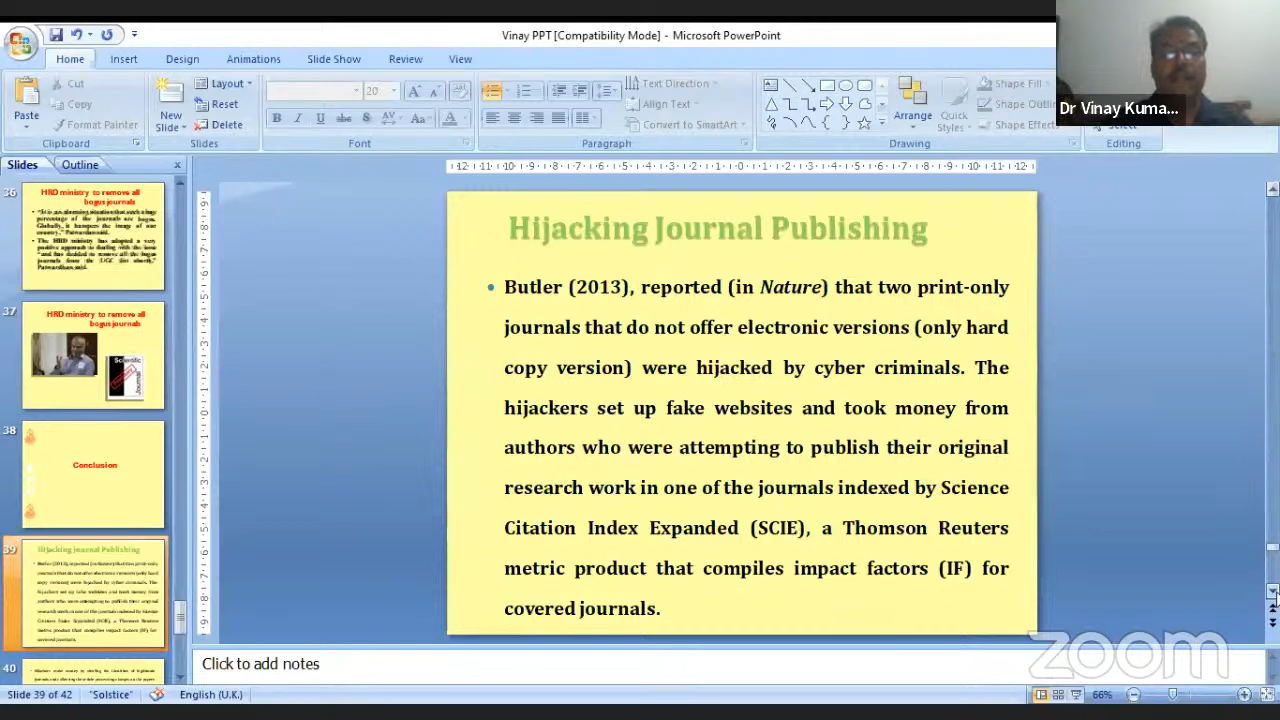 Vinay PPT [Compatibility Mode] - Microsoft PowerPoint
Home Insert Design Slide Show Animations Review View
Cut
Copy
Format Painter
Paste
Clipboard
New
Slide
Layout
Reset
Delete
Slides
20
Font
Text Direction
Align Text
Convert to SmartArt
Paragraph
Arrange
Quick
Styles
Shape Fill
Shape Outli
Shape Effects
Drawing
Select
Editing
Dr Vinay Kuma...
Slides Outline
36
HRD ministry to remove all
bogus journals
37
HRD ministry to remove all
bogus journals
Scientific
Journals
38
Conclusion
39
Hijacking Journal Publishing
40
Hijacking Journal Publishing
Butler (2013), reported (in Nature) that two print-only
journals that do not offer electronic versions (only hard
copy version) were hijacked by cyber criminals. The
hijackers set up fake websites and took money from
authors who were attempting to publish their original
research work in one of the journals indexed by Science
Citation Index Expanded (SCIE), a Thomson Reuters
metric product that compiles impact factors (IF) for
covered journals.
Click to add notes
zoom
Slide 39 of 42 "Solstice" English (U.K.) 66%